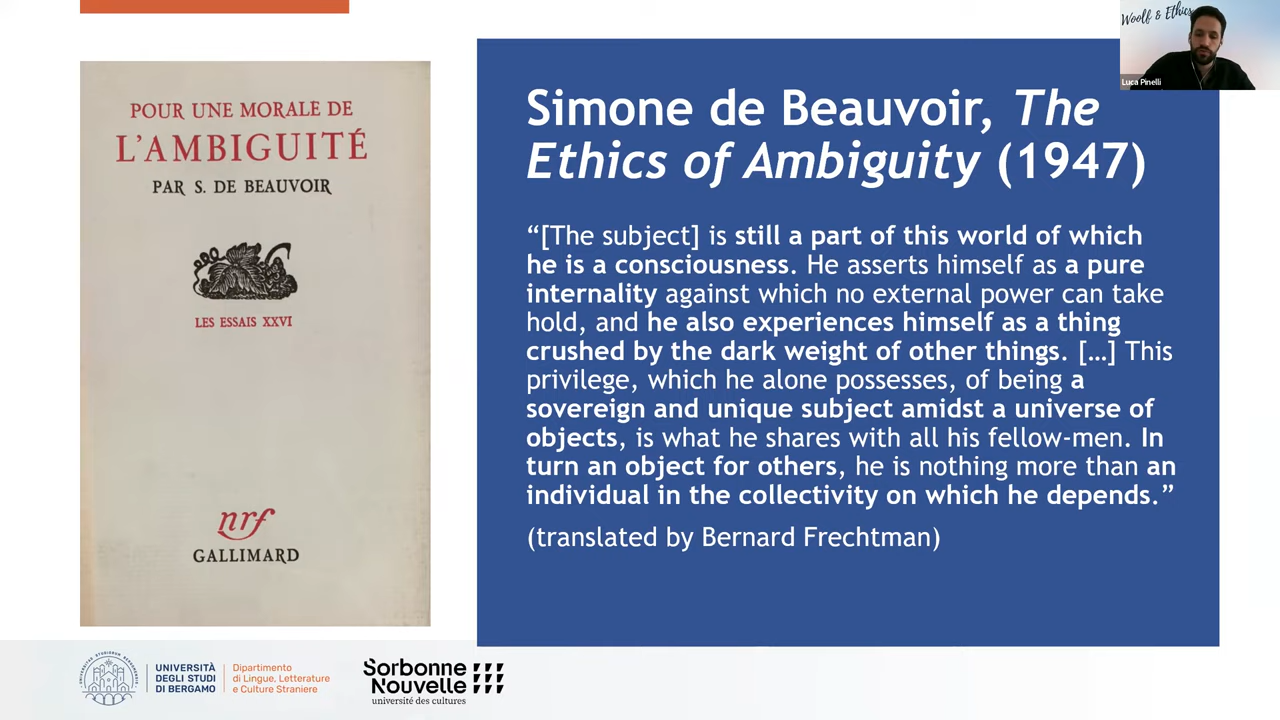 POUR UNE MORALE DE
L'AMBIGUITÉ
PAR S. DE BEAUVOIR
LES ESSAIS XXVI
nrf
GALLIMARD
Simone de Beauvoir, The
Ethics of Ambiguity (1947)
“[The subject] is still a part of this world of which
he is a consciousness. He asserts himself as a pure
internality against which no external power can take
hold, and he also experiences himself as a thing
crushed by the dark weight of other things. […] This
privilege, which he alone possesses, of being a
sovereign and unique subject amidst a universe of
objects, is what he shares with all his fellow-men. In
turn an object for others, he is nothing more than an
individual in the collectivity on which he depends.”
(translated by Bernard Frechtman)
Woolf & Ethics
Luca Pinelli
UNIVERSITÀ
DEGLI STUDI
DI BERGAMO
Dipartimento
di Lingue, Letterature
e Culture Straniere
Sorbonne
Nouvelle
université des cultures